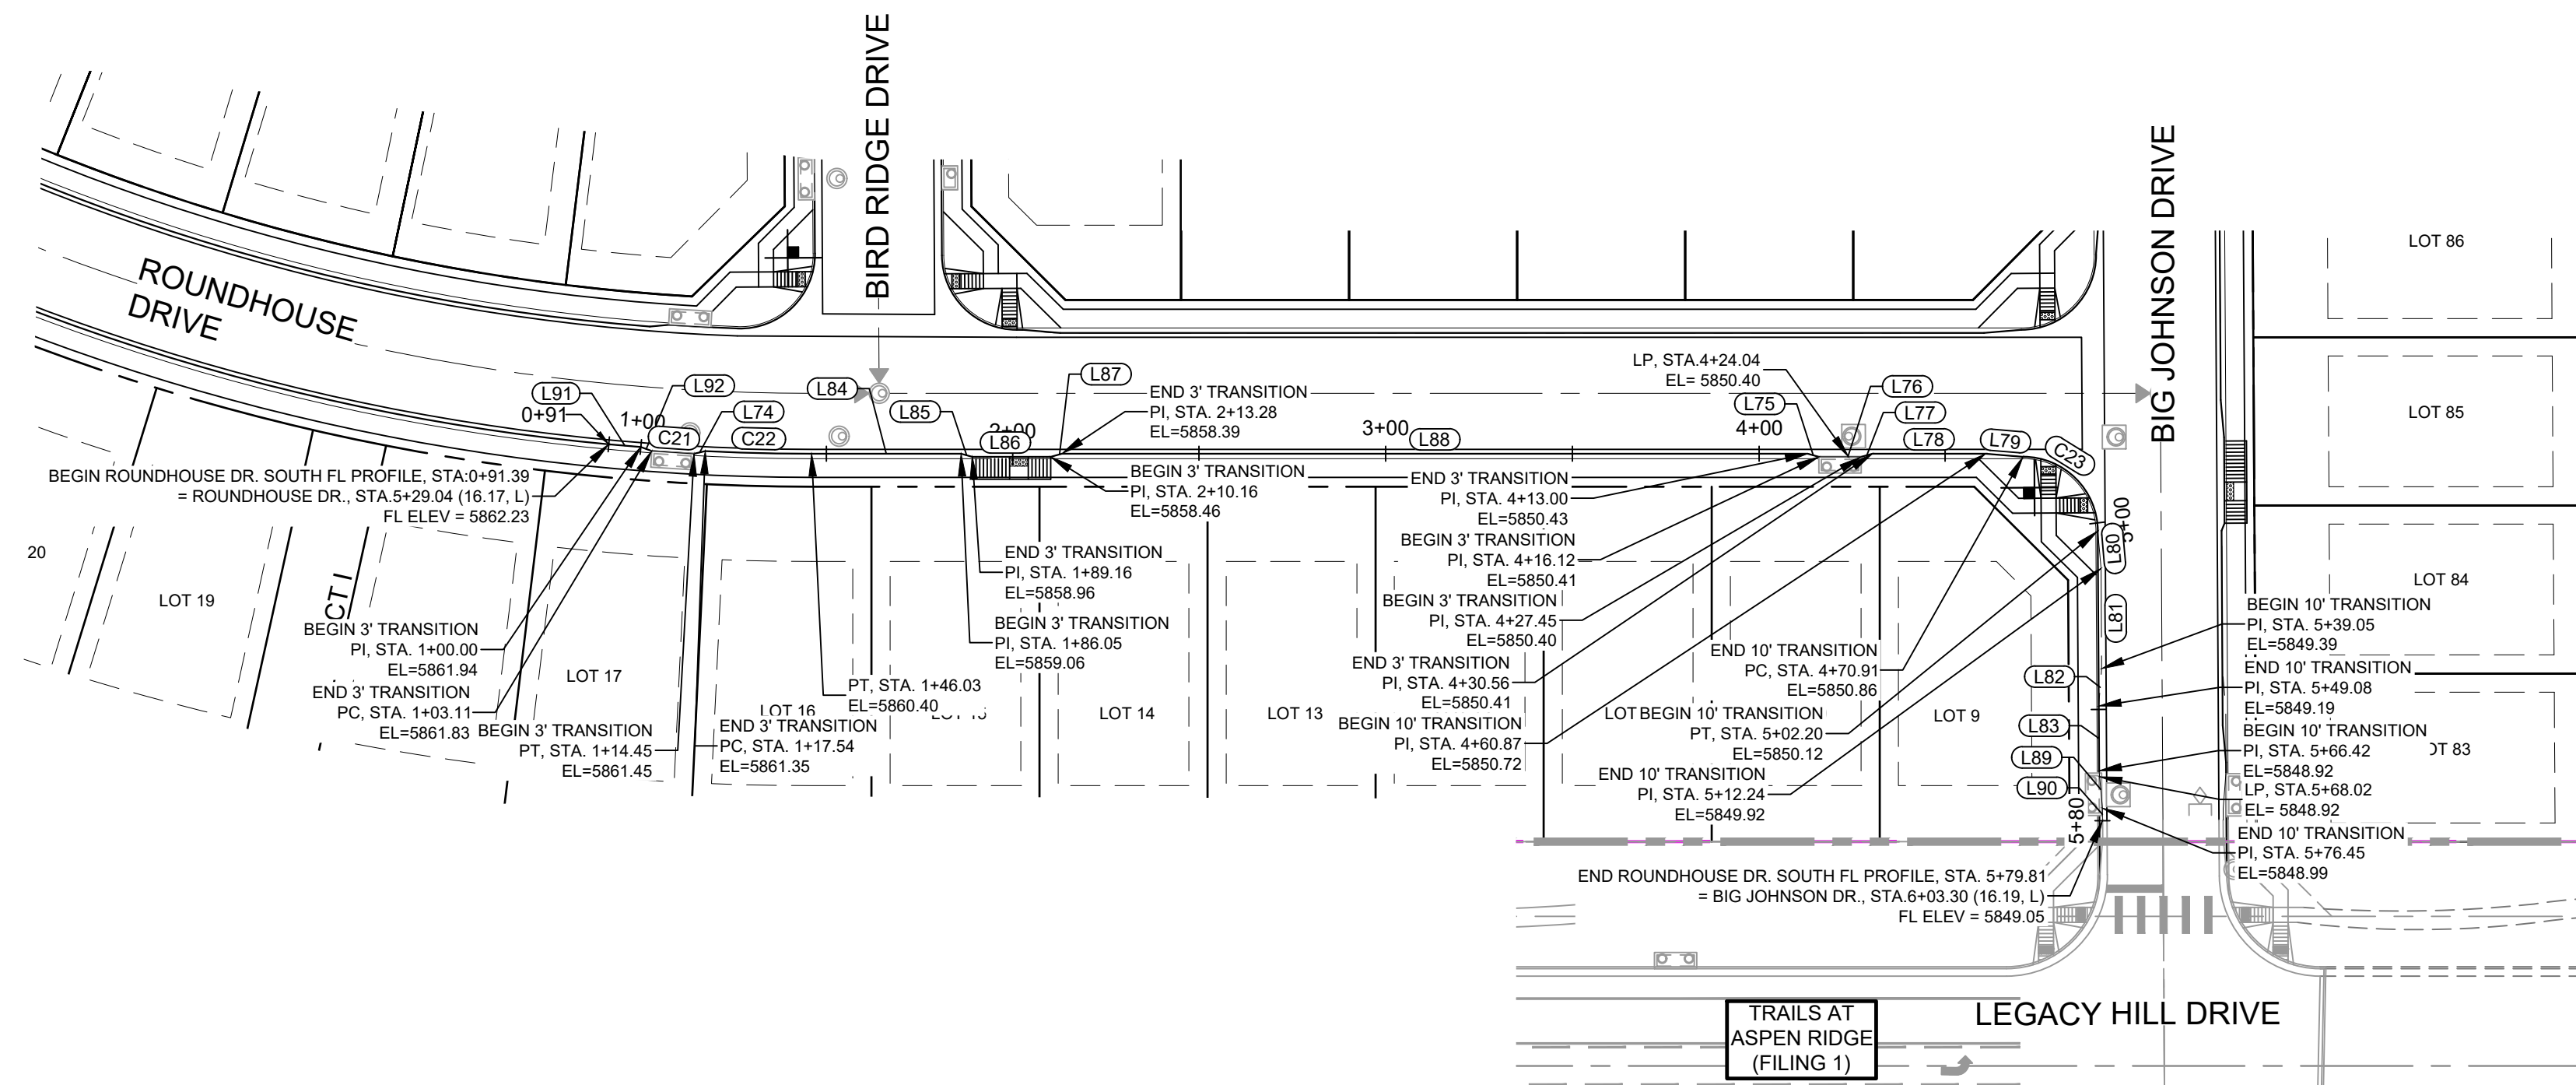 BIRD RIDGE DRIVE
BIG JOHNSON DRIVE
ROUNDHOUSE
DRIVE
LOT 86
LOT 85
LOT 84
LP, STA.4+24.04
EL= 5850.40
L91
L92
L84
L87
L76
L75
L77
0+91
1+00
L74
L85
C21
C22
2+00
L86
END 3' TRANSITION
PI, STA. 2+13.28
EL=5858.39
3+00
L88
4+00
L78
L79
C23
BEGIN ROUNDHOUSE DR. SOUTH FL PROFILE, STA:0+91.39
= ROUNDHOUSE DR., STA.5+29.04 (16.17, L)
FL ELEV = 5862.23
BEGIN 3' TRANSITION
PI, STA. 2+10.16
EL=5858.46
END 3' TRANSITION
PI, STA. 4+13.00
EL=5850.43
BEGIN 3' TRANSITION
PI, STA. 4+16.12
EL=5850.41
5+00
L80
L81
20
LOT 19
CT I
LOT 17
END 3' TRANSITION
PI, STA. 1+89.16
EL=5858.96
BEGIN 3' TRANSITION
PI, STA. 1+86.05
EL=5859.06
BEGIN 3' TRANSITION
PI, STA. 4+27.45
EL=5850.40
END 3' TRANSITION
PI, STA. 4+30.56
EL=5850.41
BEGIN 10' TRANSITION
PI, STA. 4+60.87
EL=5850.72
END 10' TRANSITION
PC, STA. 4+70.91
EL=5850.86
BEGIN 3' TRANSITION
PI, STA. 1+00.00
EL=5861.94
END 3' TRANSITION
PC, STA. 1+03.11
EL=5861.83
BEGIN 3' TRANSITION
PT, STA. 1+14.45
EL=5861.45
LOT 16
END 3' TRANSITION
PC, STA. 1+17.54
EL=5861.35
PT, STA. 1+46.03
EL=5860.40
LOT 14
LOT 13
LOT
BEGIN 10' TRANSITION
PT, STA. 5+02.20
EL=5850.12
END 10' TRANSITION
PI, STA. 5+12.24
EL=5849.92
LOT 9
L82
L83
L89
L90
5+80
BEGIN 10' TRANSITION
PI, STA. 5+39.05
EL=5849.39
END 10' TRANSITION
PI, STA. 5+49.08
EL=5849.19
BEGIN 10' TRANSITION
PI, STA. 5+66.42
EL=5848.92
OT 83
LP, STA.5+68.02
EL= 5848.92
END 10' TRANSITION
PI, STA. 5+76.45
EL=5848.99
END ROUNDHOUSE DR. SOUTH FL PROFILE, STA. 5+79.81
= BIG JOHNSON DR., STA.6+03.30 (16.19, L)
FL ELEV = 5849.05
TRAILS AT
ASPEN RIDGE
(FILING 1)
LEGACY HILL DRIVE